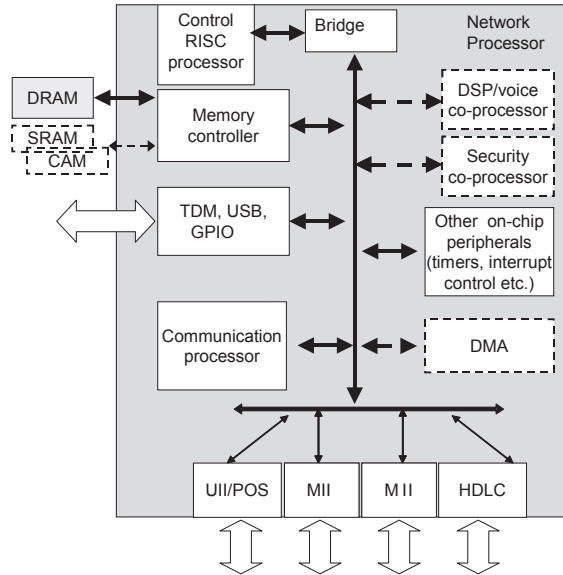 Control
RISC
processor
Bridge
Network
Processor
DRAM
SRAM
CAM
Memory
controller
DSP/voice
co-processor
Security
co-processor
TDM, USB,
GPIO
Other on-chip
peripherals
(timers, interrupt
control etc.)
Communication
processor
DMA
UII/POS
MII
MII
HDLC